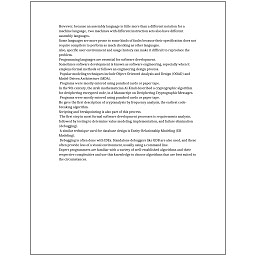 However, because an assembly language is little more than a different notation for a
machine language, two machines with different instruction sets also have different
assembly languages.
Some languages are more prone to some kinds of faults because their specification does not
require compilers to perform as much checking as other languages.
Also, specific user environment and usage history can make it difficult to reproduce the
problem.
Programming languages are essential for software development.
Sometimes software development is known as software engineering, especially when it
employs formal methods or follows an engineering design process.
Popular modeling techniques include Object-Oriented Analysis and Design (OOAD) and
Model-Driven Architecture (MDA).
Programs were mostly entered using punched cards or paper tape.
In the 9th century, the Arab mathematician Al-Kindi described a cryptographic algorithm
for deciphering encrypted code, in A Manuscript on Deciphering Cryptographic Messages.
Programs were mostly entered using punched cards or paper tape.
He gave the first description of cryptanalysis by frequency analysis, the earliest code-
breaking algorithm.
Scripting and breakpointing is also part of this process.
The first step in most formal software development processes is requirements analysis,
followed by testing to determine value modeling, implementation, and failure elimination
(debugging).
A similar technique used for database design is Entity-Relationship Modeling (ER
Modeling).
Debugging is often done with IDEs. Standalone debuggers like GDB are also used, and these
often provide less of a visual environment, usually using a command line.
Expert programmers are familiar with a variety of well-established algorithms and their
respective complexities and use this knowledge to choose algorithms that are best suited to
the circumstances.